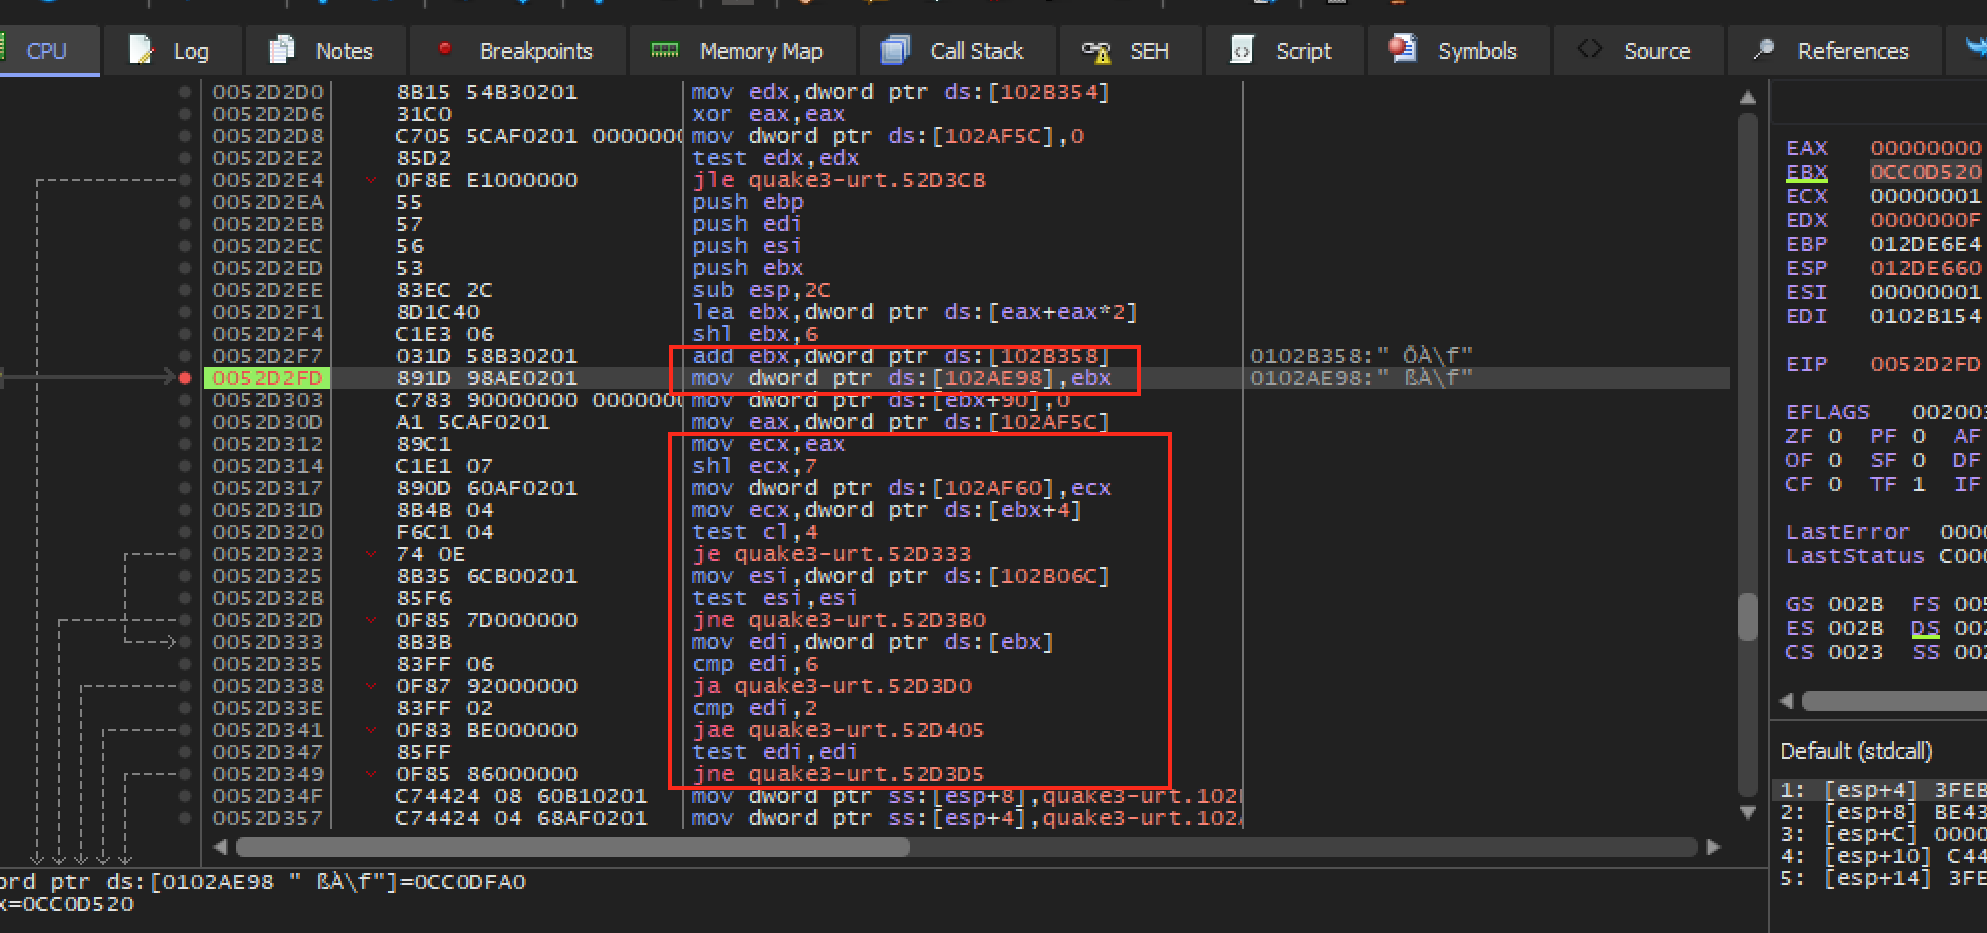 CPU Log Notes Breakpoints Memory Map Call Stack SEH Script Symbols Source References
0052D2D0 8B15 54B30201 mov edx,dword ptr ds:[102B354]
0052D2D6 31C0 xor eax,eax
0052D2D8 C705 5CAF0201 0000000 mov dword ptr ds:[102AF5C],0
0052D2E2 85D2 test edx,edx
0052D2E4 0F8E E1000000 jle quake3-urt.52D3CB
0052D2EA 55 push ebp
0052D2EB 57 push edi
0052D2EC 56 push esi
0052D2ED 53 push ebx
0052D2EE 83EC 2C sub esp,2C
0052D2F1 8D1C40 lea ebx,dword ptr ds:[eax+eax*2]
0052D2F4 C1E3 06 shl ebx,6
0052D2F7 031D 58B30201 add ebx,dword ptr ds:[102B358] 0102B358:" ÕÀ\f"
0052D2FD 891D 98AE0201 mov dword ptr ds:[102AE98],ebx 0102AE98:" ßÀ\f"
0052D303 C783 90000000 000000 mov dword ptr ds:[ebx+90],0
0052D30D A1 5CAF0201 mov eax,dword ptr ds:[102AF5C]
0052D312 89C1 mov ecx,eax
0052D314 C1E1 07 shl ecx,7
0052D317 890D 60AF0201 mov dword ptr ds:[102AF60],ecx
0052D31D 8B4B 04 mov ecx,dword ptr ds:[ebx+4]
0052D320 F6C1 04 test cl,4
0052D323 74 0E je quake3-urt.52D333
0052D325 8B35 6CB00201 mov esi,dword ptr ds:[102B06C]
0052D32B 85F6 test esi,esi
0052D32D 0F85 7D000000 jne quake3-urt.52D3B0
0052D333 8B3B mov edi,dword ptr ds:[ebx]
0052D335 83FF 06 cmp edi,6
0052D338 0F87 92000000 ja quake3-urt.52D3D0
0052D33E 83FF 02 cmp edi,2
0052D341 0F83 BE000000 jae quake3-urt.52D405
0052D347 85FF test edi,edi
0052D349 0F85 86000000 jne quake3-urt.52D3D5
0052D34F C74424 08 60B10201 mov dword ptr ss:[esp+8],quake3-urt.102
0052D357 C74424 04 68AF0201 mov dword ptr ss:[esp+4],quake3-urt.102
EAX 00000000
EBX 0CC0D520
ECX 00000001
EDX 0000000F
EBP 012DE6E4
ESP 012DE660
ESI 00000001
EDI 0102B154
EIP 0052D2FD
EFLAGS 002003
ZF 0 PF 0 AF
OF 0 SF 0 DF
CF 0 TF 1 IF
LastError 0000
LastStatus C000
GS 002B FS 005
ES 002B DS 002
CS 0023 SS 002
Default (stdcall)
1: [esp+4] 3FEB
2: [esp+8] BE43
3: [esp+C] 0000
4: [esp+10] C44
5: [esp+14] 3FE
ord ptr ds:[0102AE98 " ßÀ\f"]=0CC0DFA0
x=0CC0D520